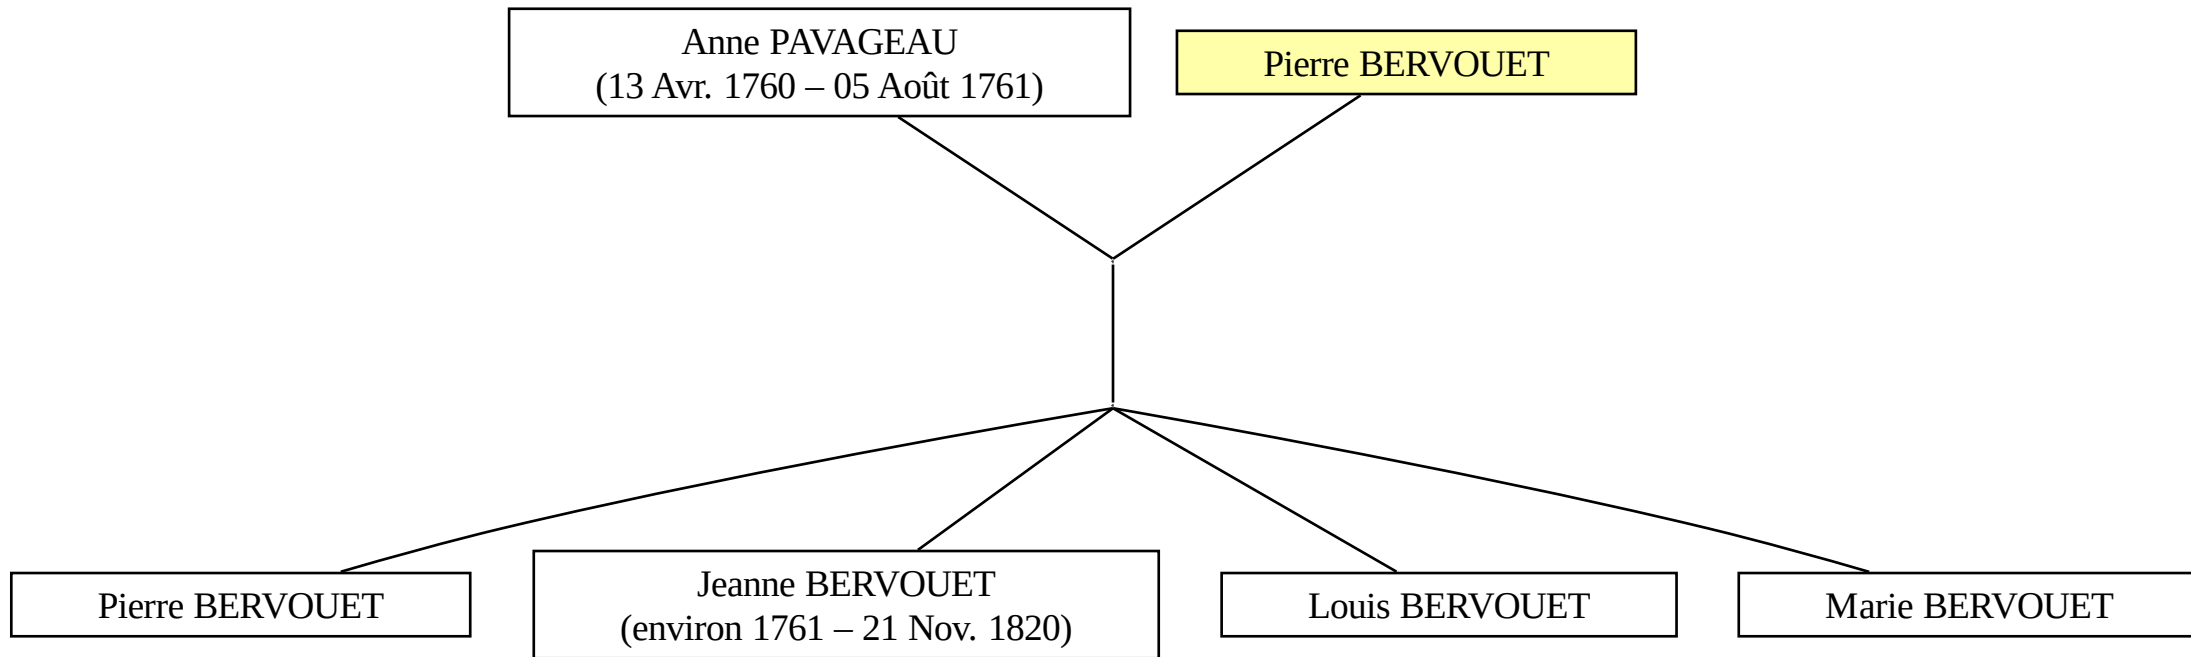 Anne PAVAGEAU
(13 Avr. 1760 – 05 Août 1761)
Pierre BERVOUET
Pierre BERVOUET
Jeanne BERVOUET
(environ 1761 – 21 Nov. 1820)
Louis BERVOUET
Marie BERVOUET